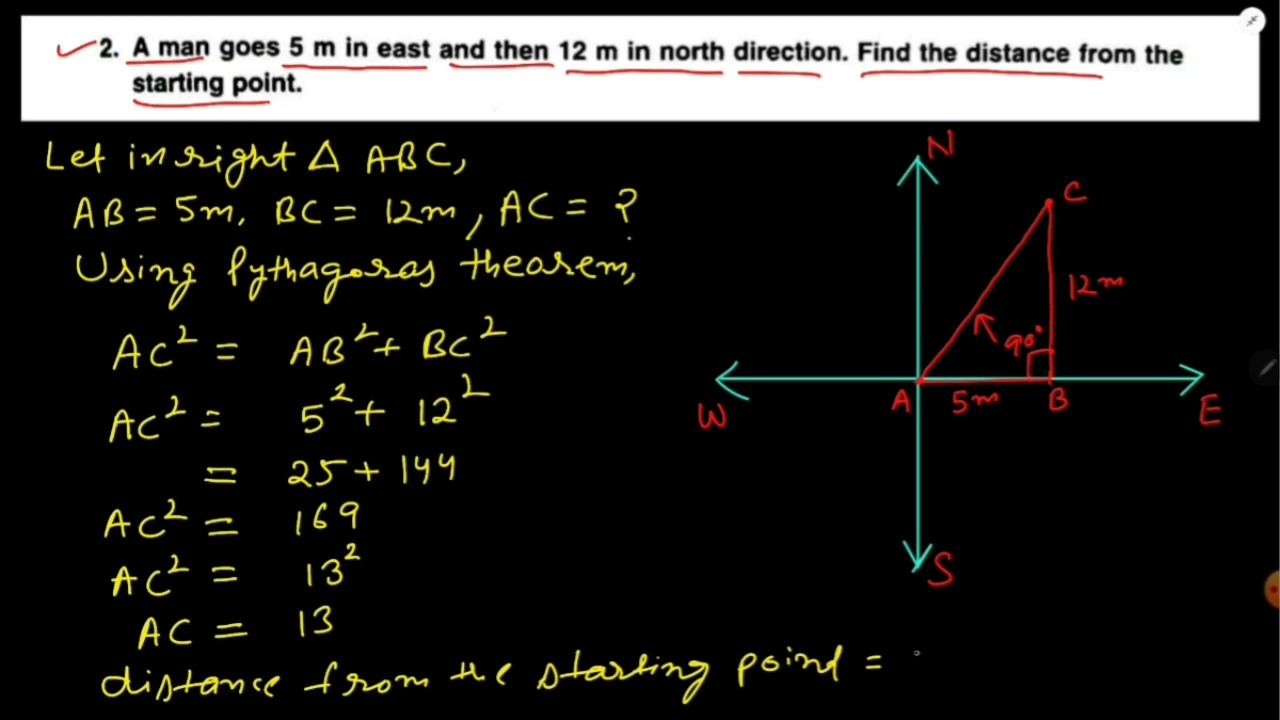 2. A man goes 5 m in east and then 12 m in north direction. Find the distance from the
starting point.
Let in right Δ ABC,
AB = 5m, BC = 12m, AC = ?
Using Pythagoras theorem,
AC² = AB² + BC²
AC² = 5² + 12²
= 25 + 144
AC² = 169
AC² = 13²
AC = 13
distance from the starting point =
N
C
12m
90°
W
A
5m
B
E
S